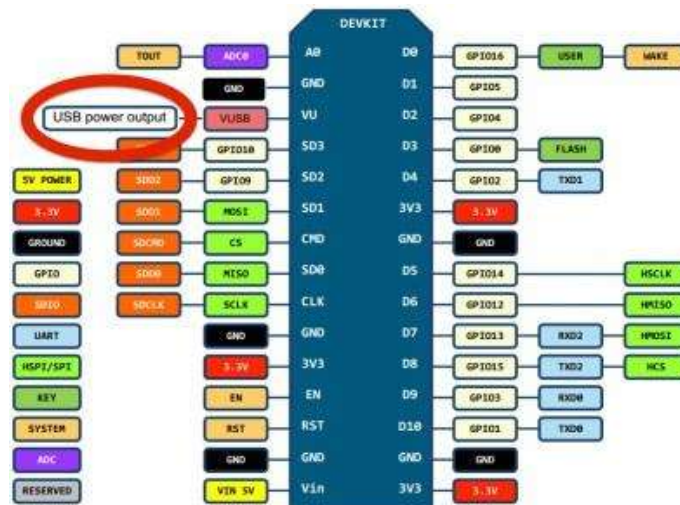 DEVKIT
TOUT ADC0 A0 D0 GPIO16 USER WAKE
GND GND D1 GPIO5
USB power output VUSB VU D2 GPIO4
GPIO10 SD3 D3 GPIO0 FLASH
5V POWER SDD2 GPIO9 SD2 D4 GPIO2 TXD1
3.3V SDD1 MOSI SD1 3V3 3.3V
GROUND SDCMD CS CMD GND GND
GPIO SDD0 MISO SD0 D5 GPIO14 HSCLK
SDIO SDCLK SCLK CLK D6 GPIO12 HMISO
UART GND GND D7 GPIO13 RXD2 HMOSI
HSPI/SPI 3.3V 3V3 D8 GPIO15 TXD2 HCS
KEY EN EN D9 GPIO3 RXD0
SYSTEM RST RST D10 GPIO1 TXD0
ADC GND GND GND GND
RESERVED VIN 5V Vin 3V3 3.3V